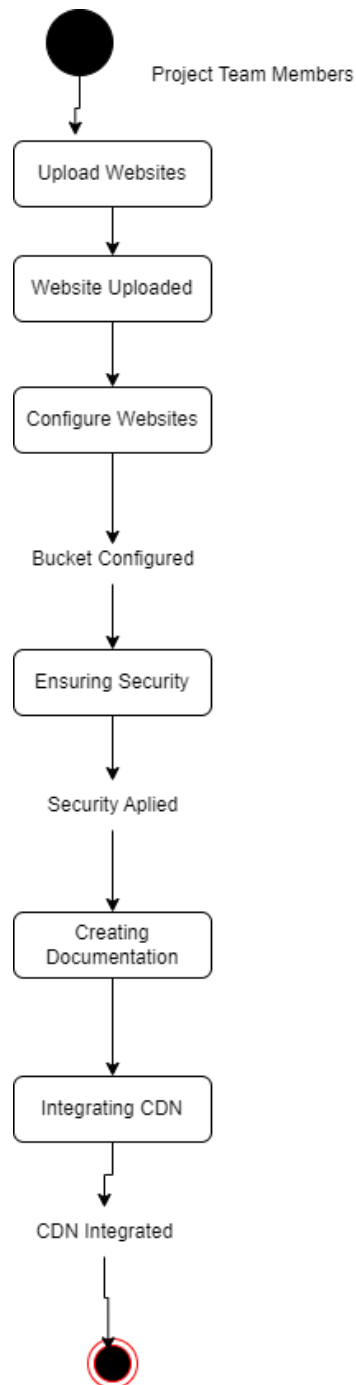 Project Team Members
Upload Websites
Website Uploaded
Configure Websites
Bucket Configured
Ensuring Security
Security Aplied
Creating
Documentation
Integrating CDN
CDN Integrated